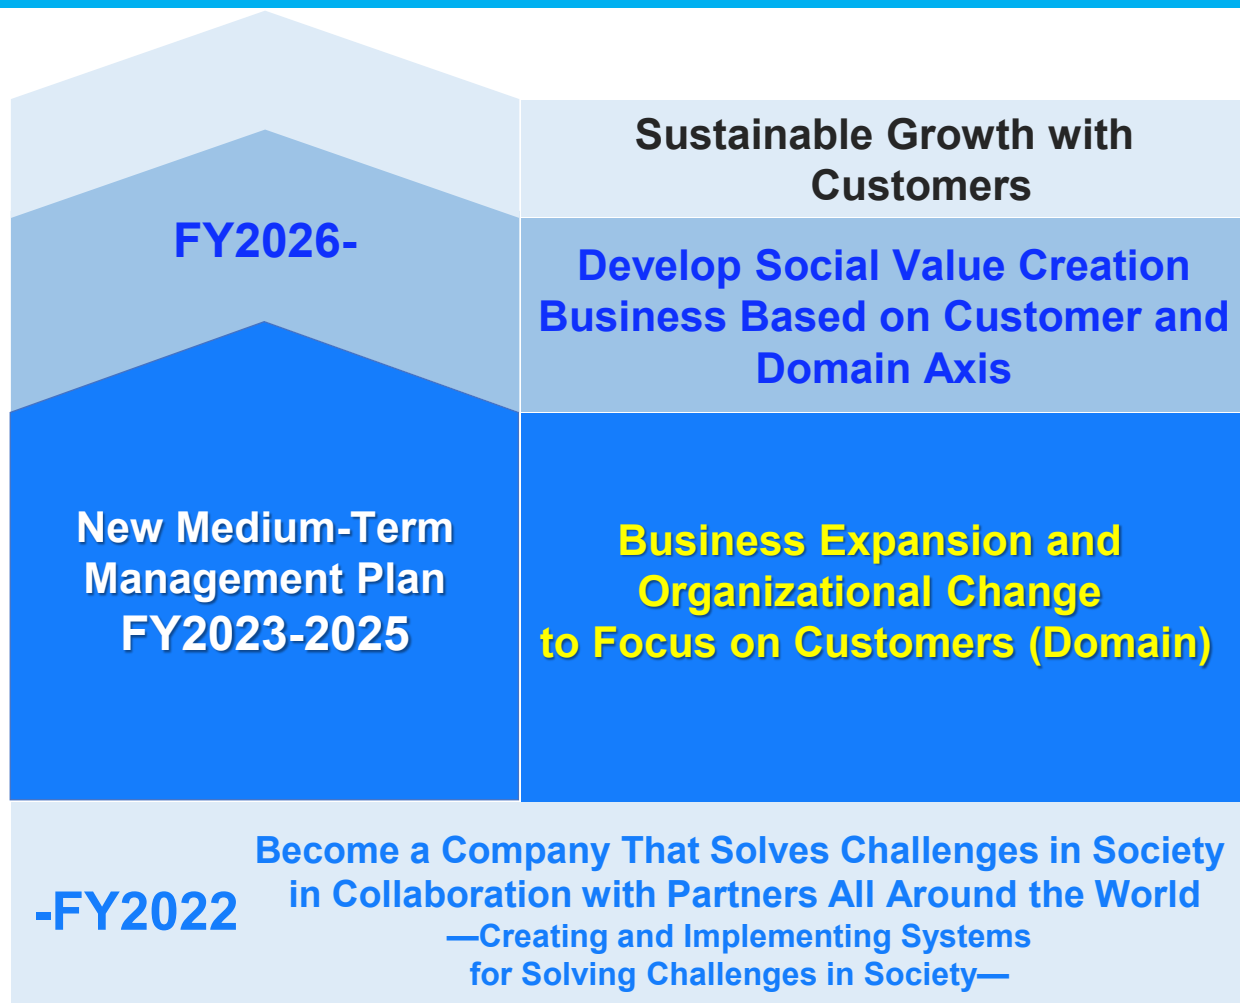 Sustainable Growth with
Customers
FY2026-
Develop Social Value Creation
Business Based on Customer and
Domain Axis
New Medium-Term
Management Plan
FY2023-2025
Business Expansion and
Organizational Change
to Focus on Customers (Domain)
-FY2022
Become a Company That Solves Challenges in Society
in Collaboration with Partners All Around the World
—Creating and Implementing Systems
for Solving Challenges in Society—